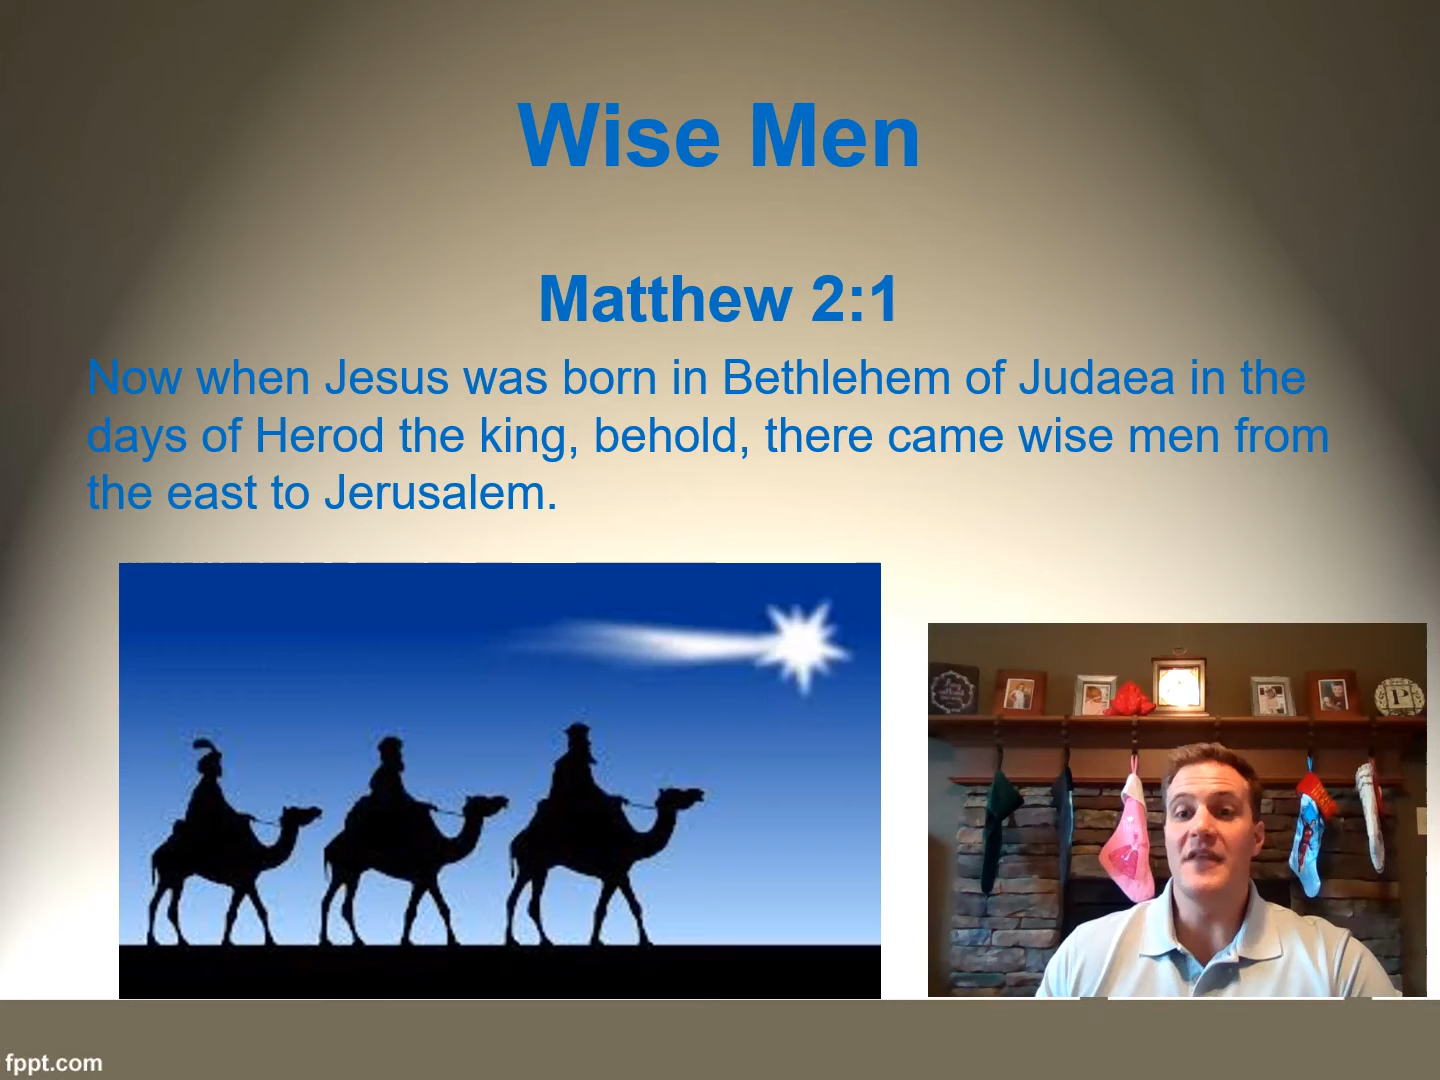 Wise Men
Matthew 2:1
Now when Jesus was born in Bethlehem of Judaea in the
days of Herod the king, behold, there came wise men from
the east to Jerusalem.
P
fppt.com